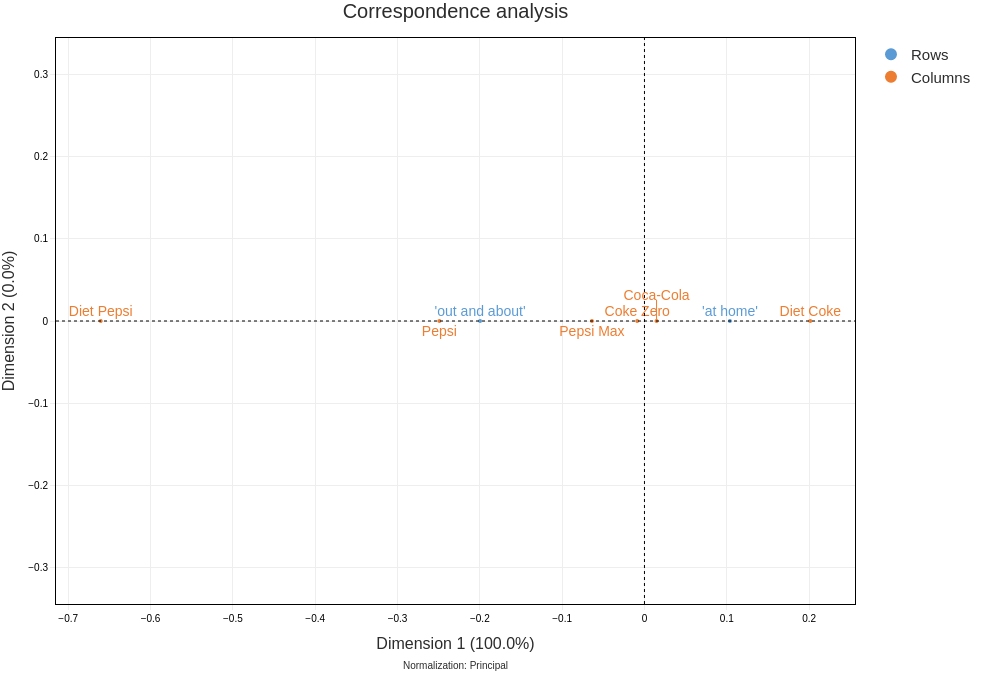 Correspondence analysis
Rows
Columns
Dimension 2 (0.0%)
0.3
0.2
0.1
0
−0.1
−0.2
−0.3
Coca-Cola
Diet Pepsi
'out and about'
Coke Zero
'at home'
Diet Coke
Pepsi
Pepsi Max
−0.7 −0.6 −0.5 −0.4 −0.3 −0.2 −0.1 0 0.1 0.2
Dimension 1 (100.0%)
Normalization: Principal